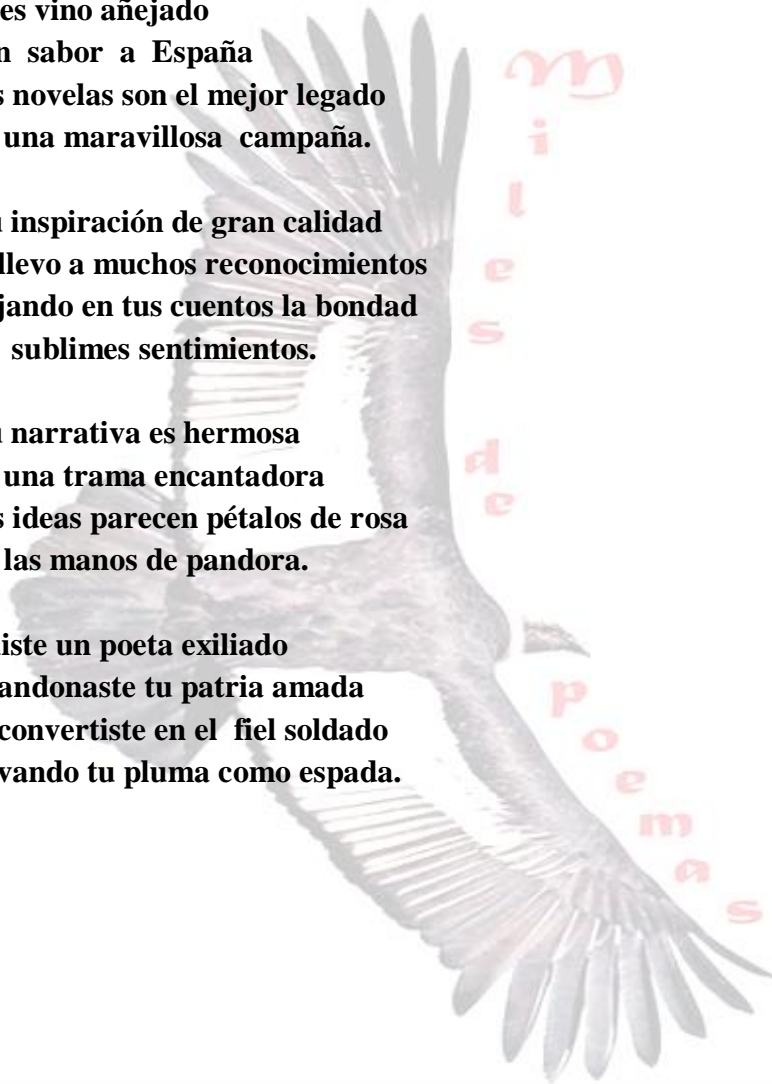 es vino añejado
n sabor a España
s novelas son el mejor legado
una maravillosa campaña.
u inspiración de gran calidad
llevo a muchos reconocimientos
jando en tus cuentos la bondad
sublimes sentimientos.
u narrativa es hermosa
una trama encantadora
s ideas parecen pétalos de rosa
las manos de pandora.
iste un poeta exiliado
andonaste tu patria amada
convertiste en el fiel soldado
vando tu pluma como espada.
Miles de poemas